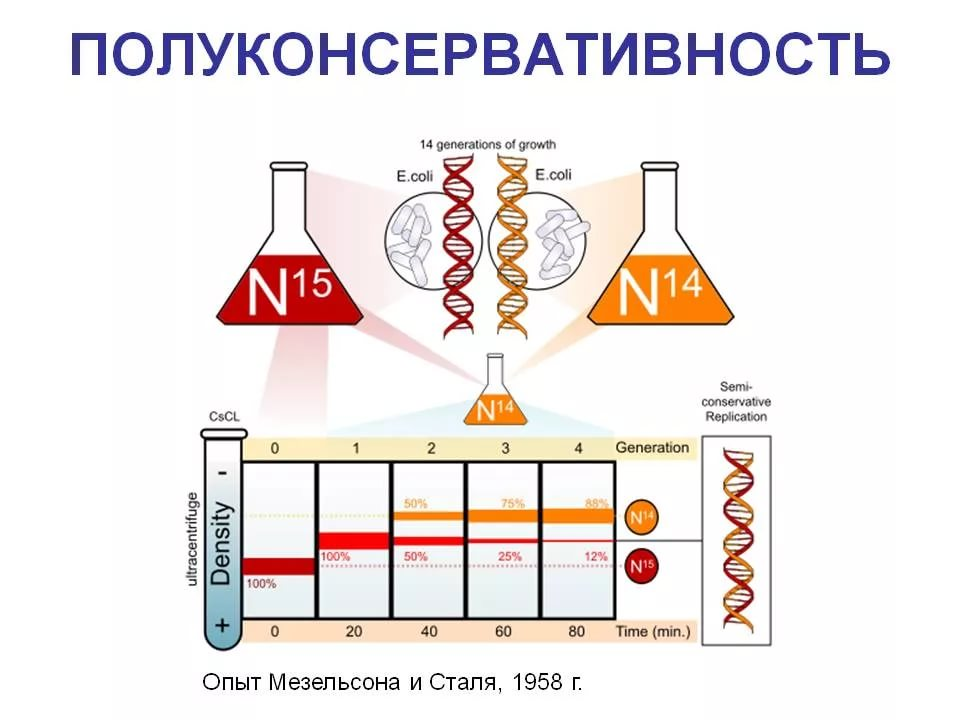 ПОЛУКОНСЕРВАТИВНОСТЬ
14 generations of growth
E.coli
E.coli
N15
N14
N14
Semi-
conservative
Replication
CsCL
0 1 2 3 4 Generation
ultracentrifuge
- Density +
50% 75% 88%
N14
100%
100% 50% 25% 12%
N15
0 20 40 60 80 Time (min.)
Опыт Мезельсона и Сталя, 1958 г.